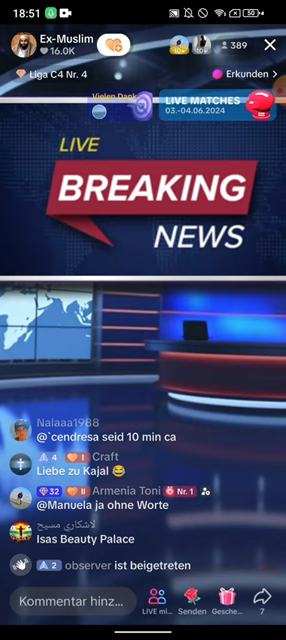 18:51
50
Ex-Muslim
16.0K
389
Liga C4 Nr. 4
Erkunden >
Vielen Dank
LIVE MATCHES
03.-04.06.2024
LIVE
BREAKING
NEWS
Nalaaa1988
@`cendresa seid 10 min ca
4 I Craft
Liebe zu Kajal 😂
32 II Armenia Toni Nr. 1
@Manuela ja ohne Worte
لاشكارى مسيح
Isas Beauty Palace
2 observer ist beigetreten
Kommentar hinz...
LIVE mi...
Senden
Gesche...
7